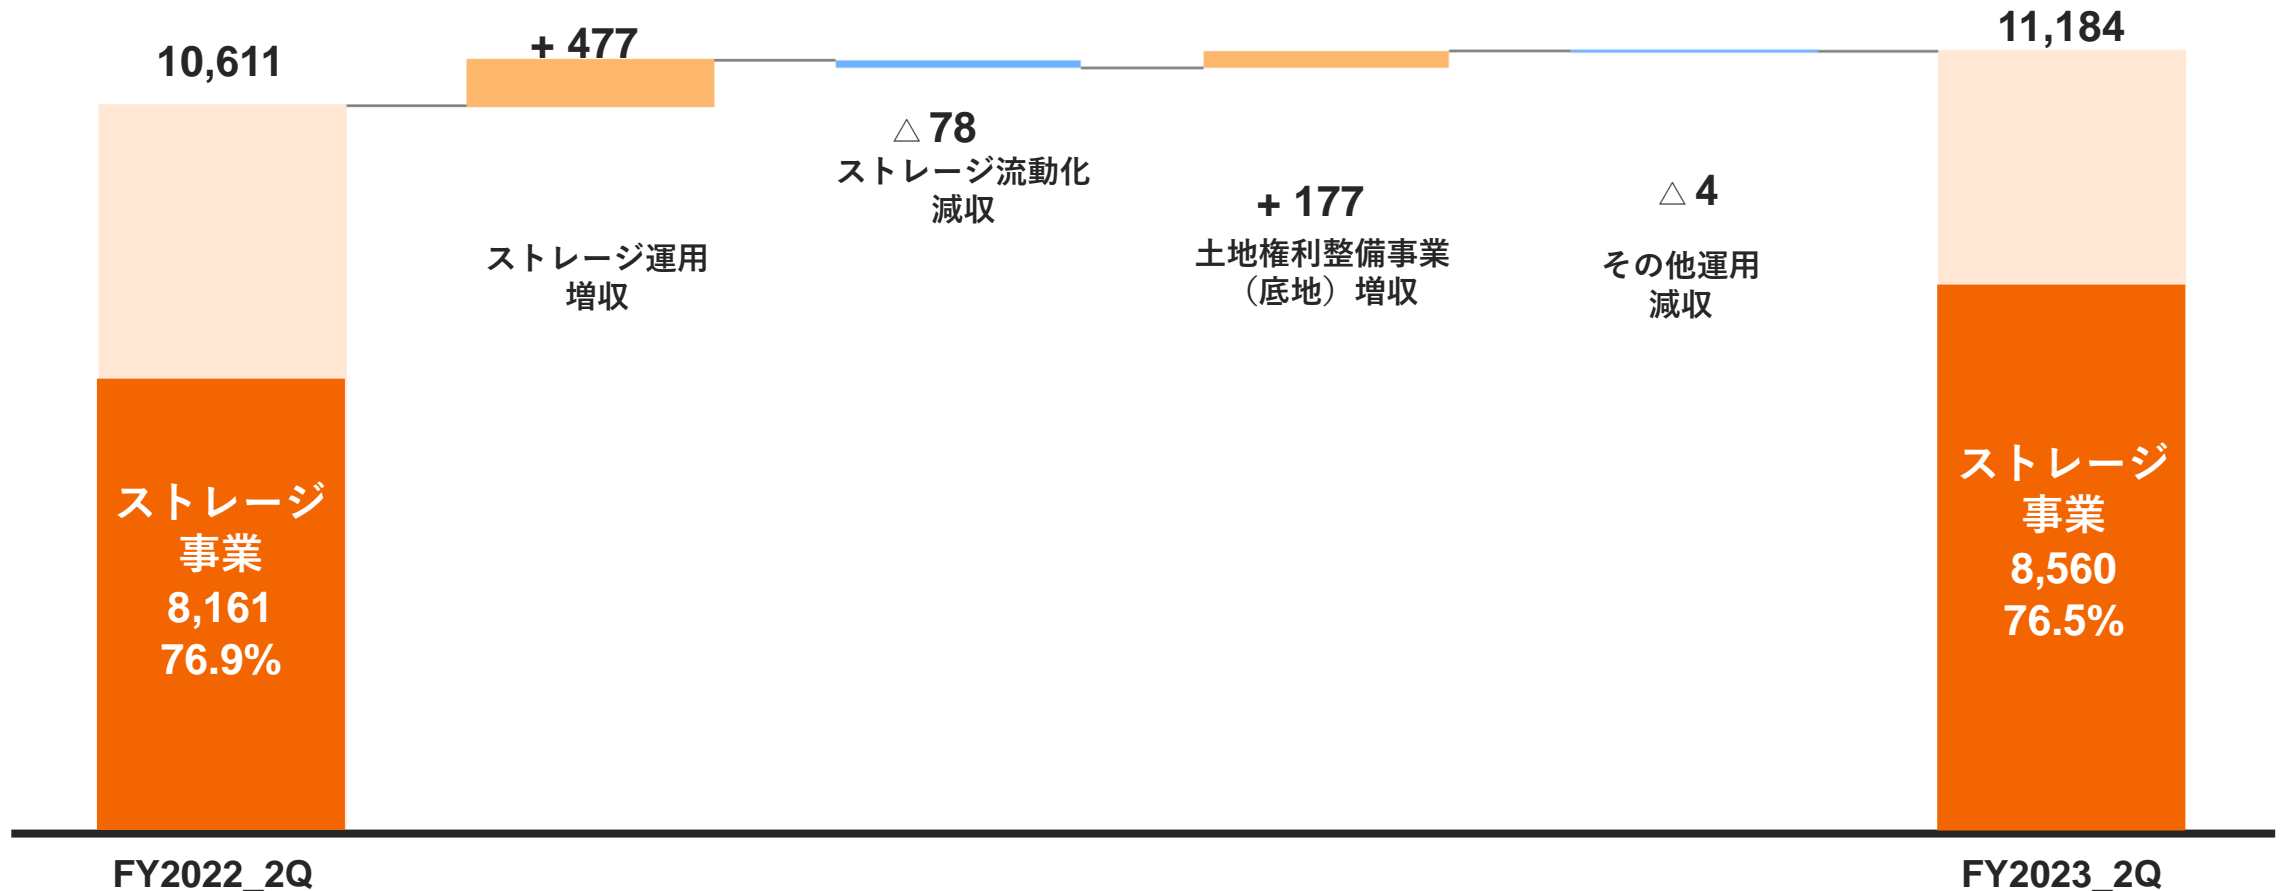 10,611
ストレージ
事業
8,161
76.9%
FY2022_2Q
+ 477
ストレージ運用
増収
△ 78
ストレージ流動化
減収
+ 177
土地権利整備事業
（底地）増収
△ 4
その他運用
減収
11,184
ストレージ
事業
8,560
76.5%
FY2023_2Q